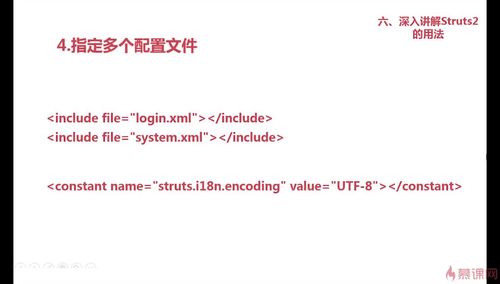 六、深入讲解Struts2
的用法
4.指定多个配置文件
<include file="login.xml"></include>
<include file="system.xml"></include>
<constant name="struts.i18n.encoding" value="UTF-8"></constant>
慕课网